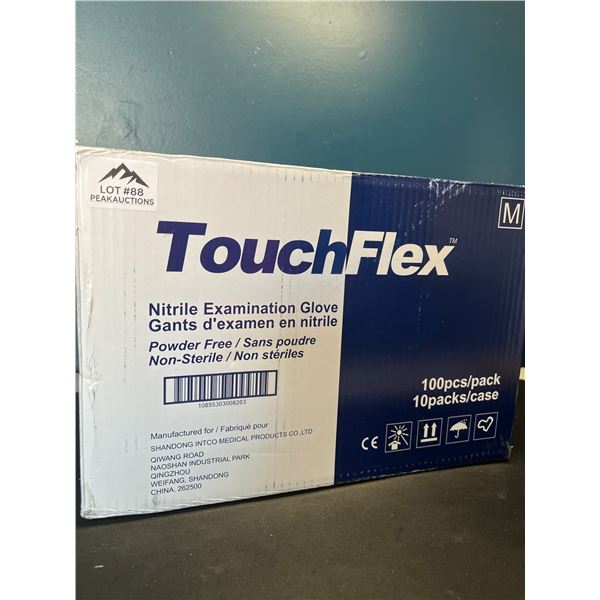 LOT #88
PEAKAUCTIONS
M
TouchFlex™
Nitrile Examination Glove
Gants d'examen en nitrile
Powder Free / Sans poudre
Non-Sterile / Non stériles
10855303008263
100pcs/pack
10packs/case
Manufactured for / Fabriqué pour
SHANDONG INTCO MEDICAL PRODUCTS CO.,LTD
QIWANG ROAD
NAOSHAN INDUSTRIAL PARK
QINGZHOU
WEIFANG, SHANDONG
CHINA, 262500
CE